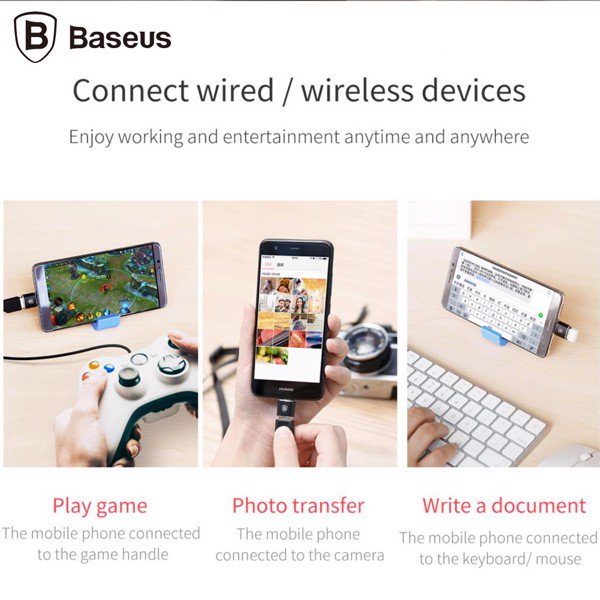 B Baseus
Connect wired / wireless devices
Enjoy working and entertainment anytime and anywhere
HUAWEI
Play game
Photo transfer
Write a document
The mobile phone connected
to the game handle
The mobile phone
connected to the camera
The mobile phone connected
to the keyboard/ mouse